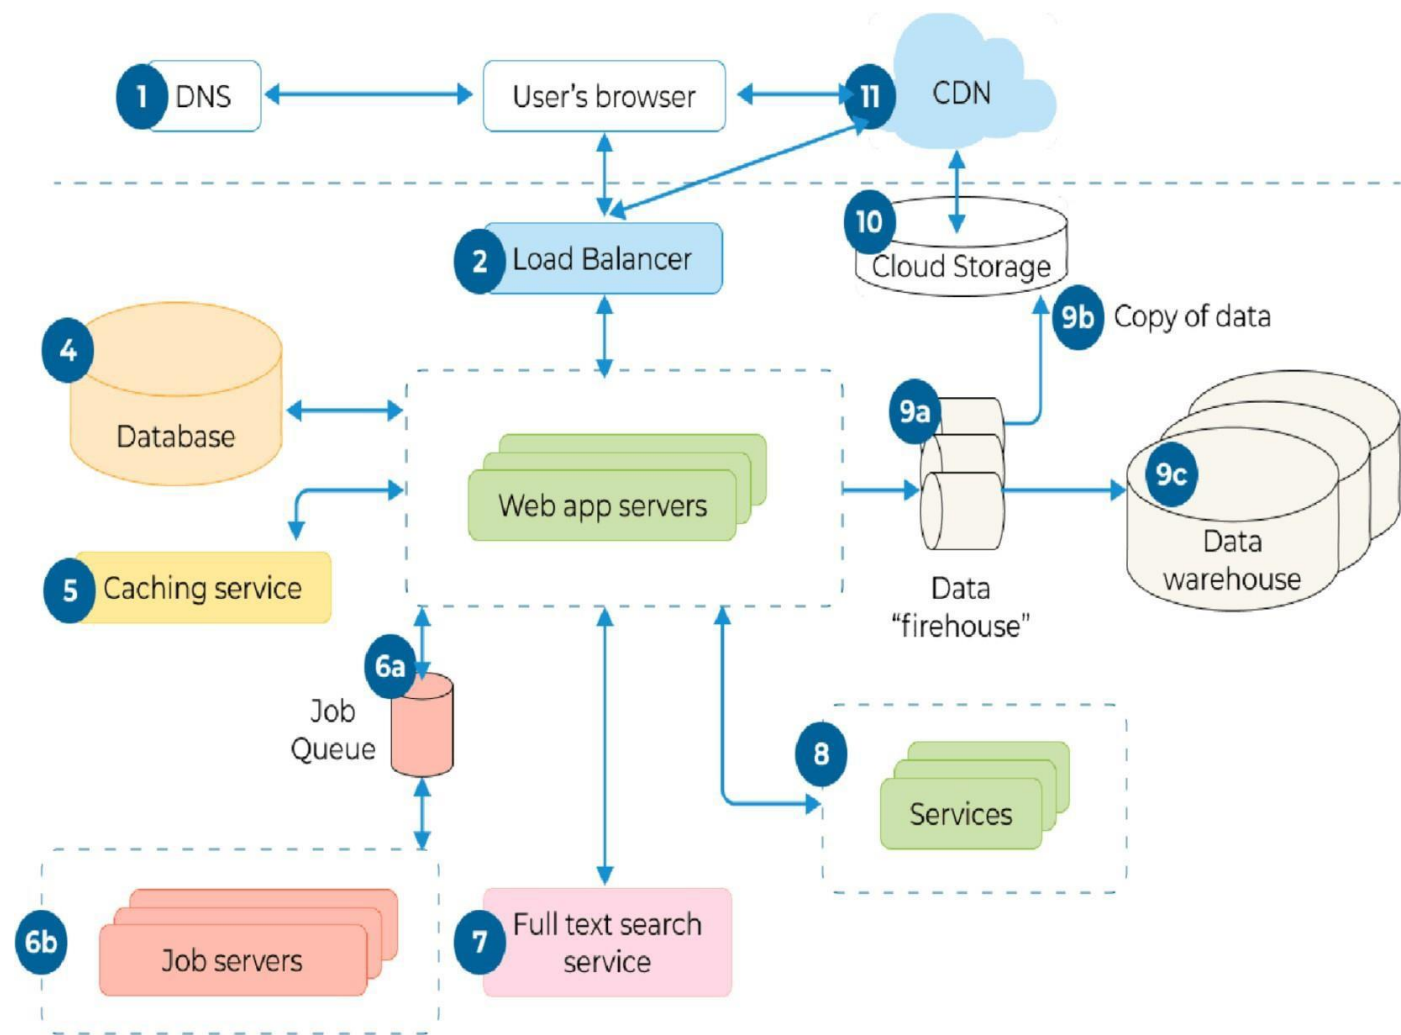 1
DNS
User's browser
11
CDN
10
Cloud Storage
2
Load Balancer
9b
Copy of data
4
Database
9a
9c
Web app servers
Data
warehouse
5
Caching service
Data
"firehouse"
6a
Job
Queue
8
Services
6b
Job servers
7
Full text search
service